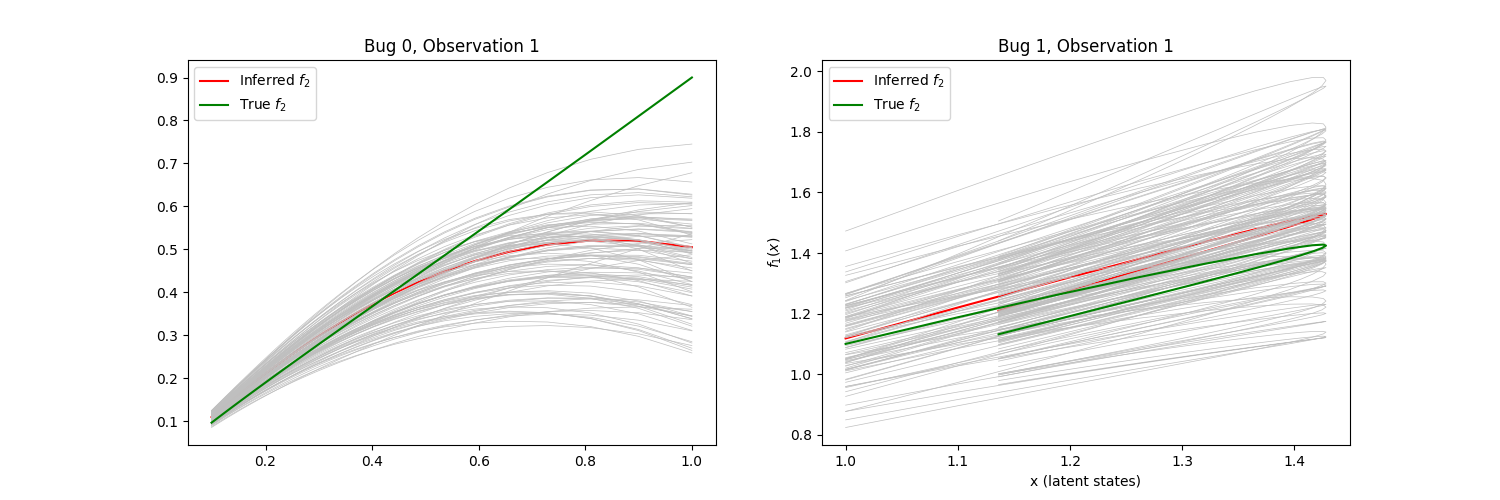 Bug 0, Observation 1
Inferred f₂
True f₂
0.9
0.8
0.7
0.6
0.5
0.4
0.3
0.2
0.1
0.2 0.4 0.6 0.8 1.0
Bug 1, Observation 1
Inferred f₂
True f₂
2.0
1.8
1.6
1.4
1.2
1.0
0.8
f₁(x)
1.0 1.1 1.2 1.3 1.4
x (latent states)